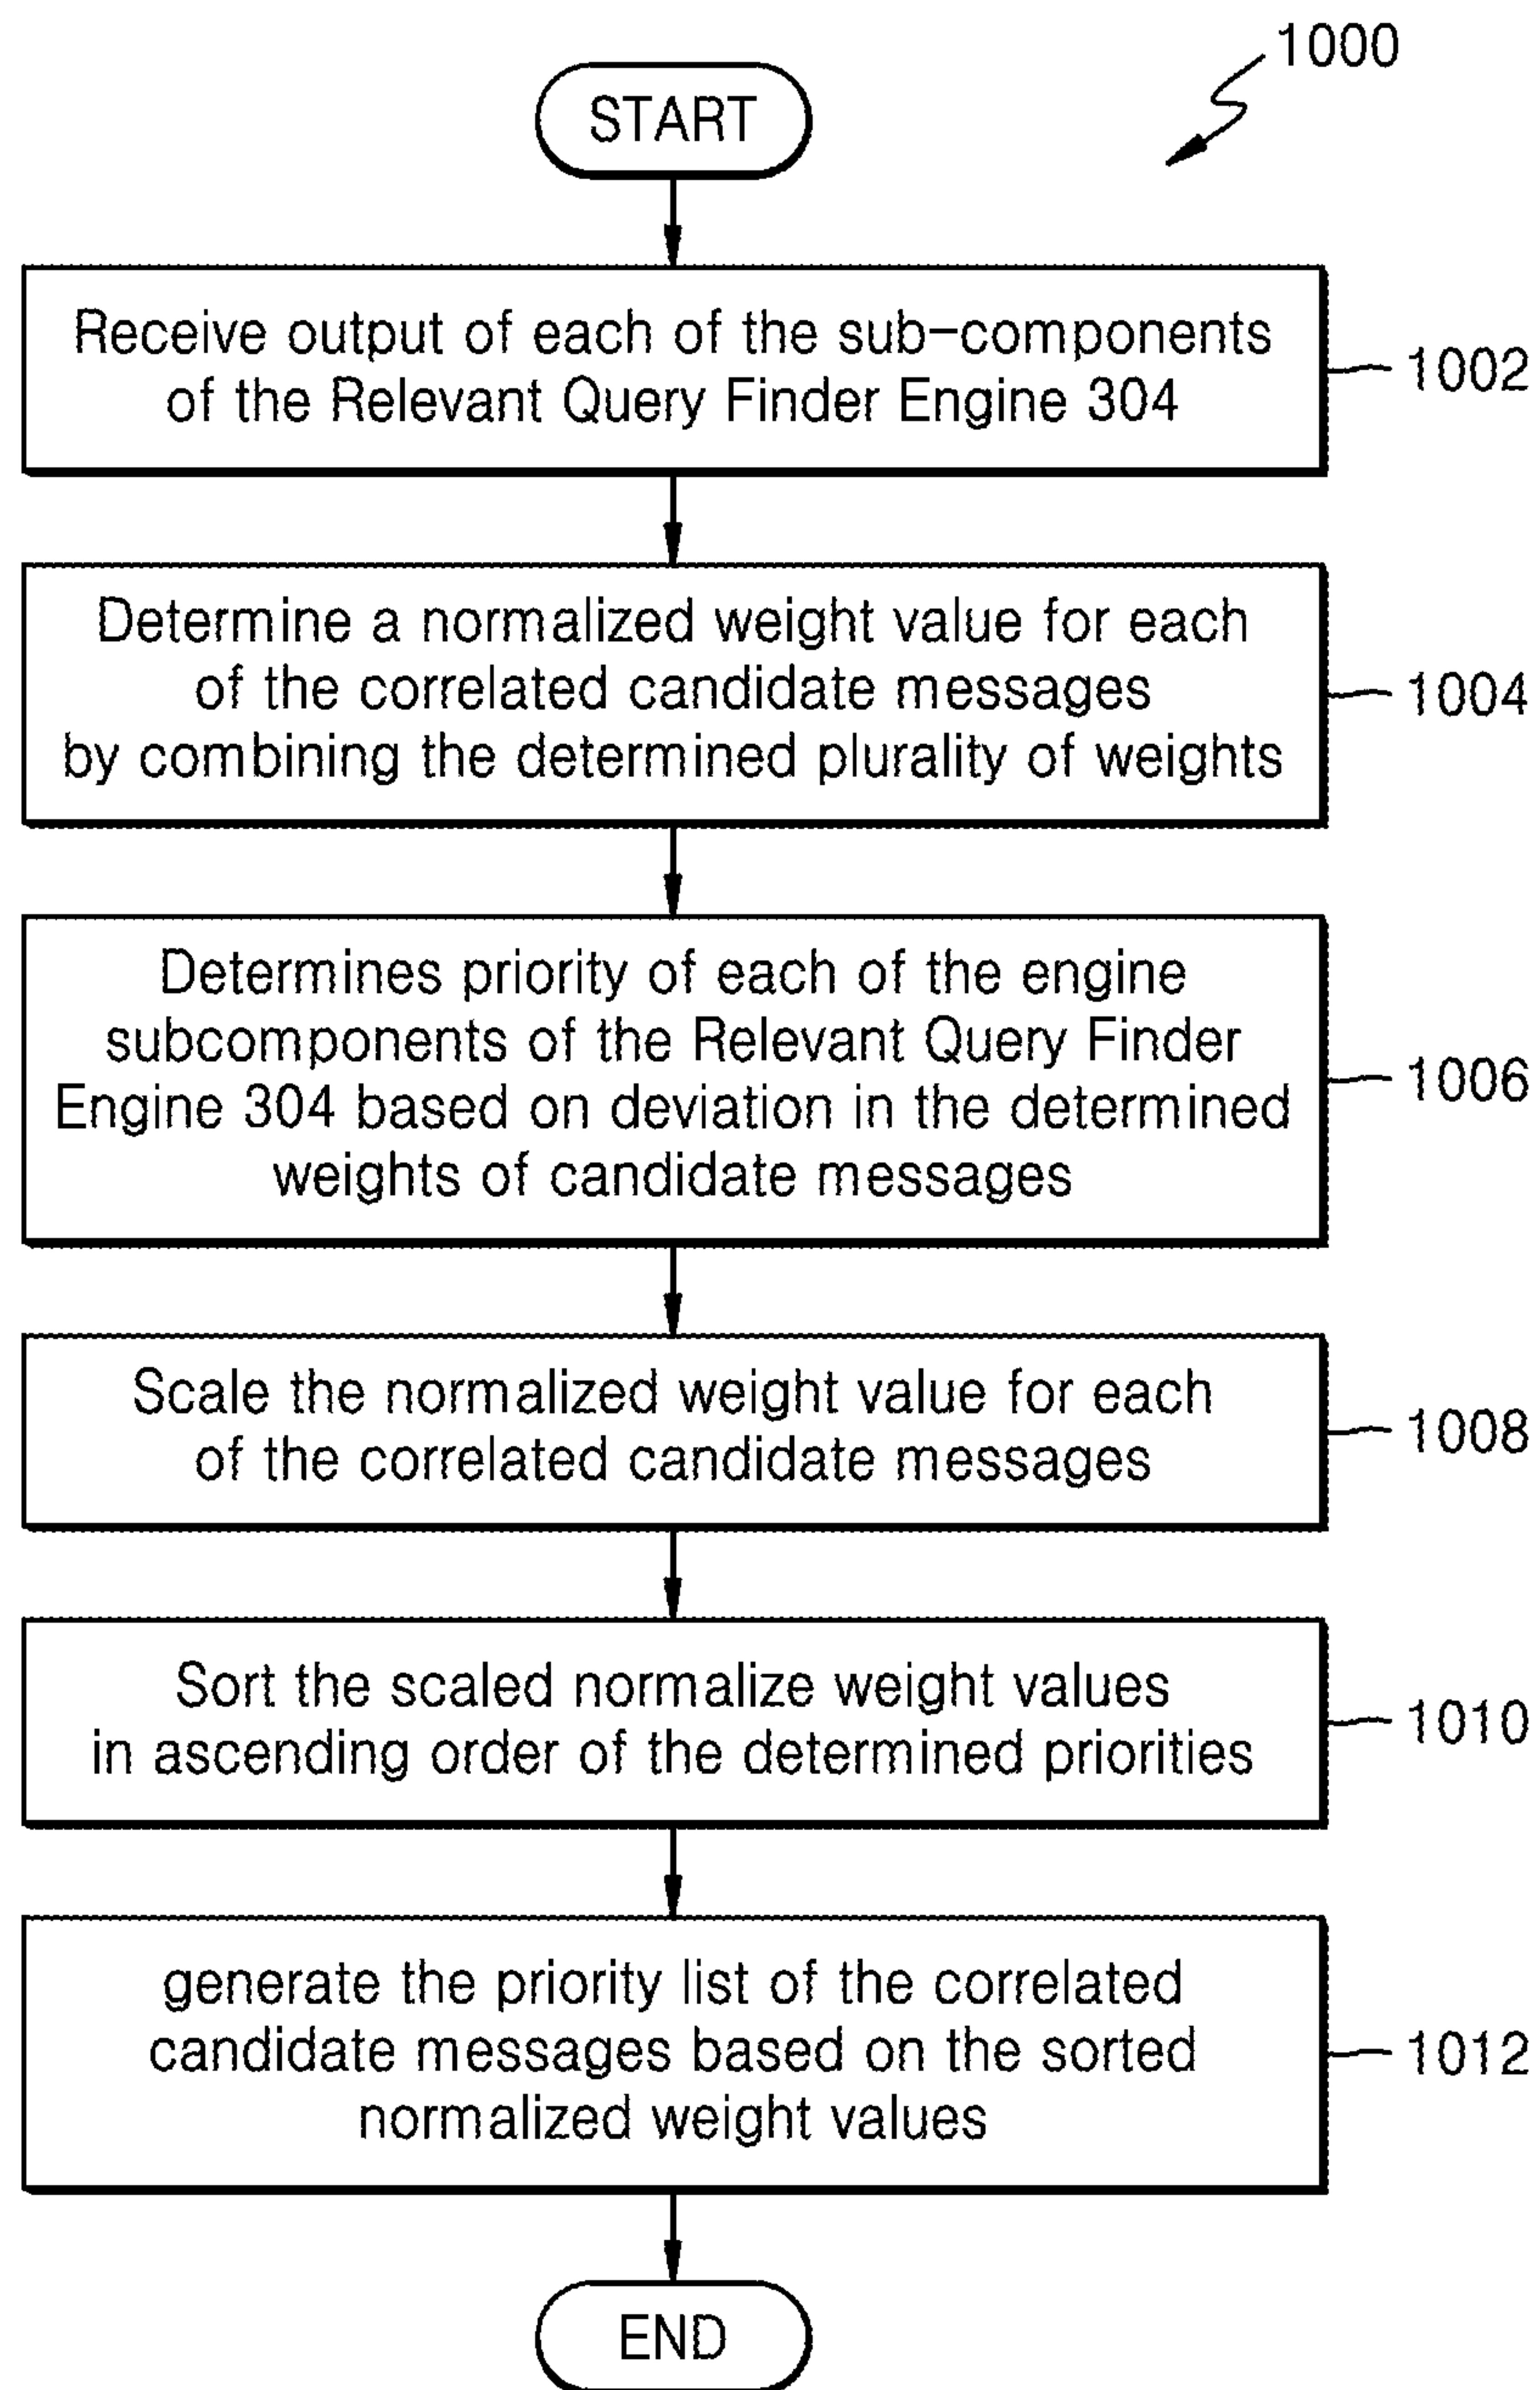 1000
START
Receive output of each of the sub-components
of the Relevant Query Finder Engine 304
1002
Determine a normalized weight value for each
of the correlated candidate messages
by combining the determined plurality of weights
1004
Determines priority of each of the engine
subcomponents of the Relevant Query Finder
Engine 304 based on deviation in the determined
weights of candidate messages
1006
Scale the normalized weight value for each
of the correlated candidate messages
1008
Sort the scaled normalize weight values
in ascending order of the determined priorities
1010
generate the priority list of the correlated
candidate messages based on the sorted
normalized weight values
1012
END